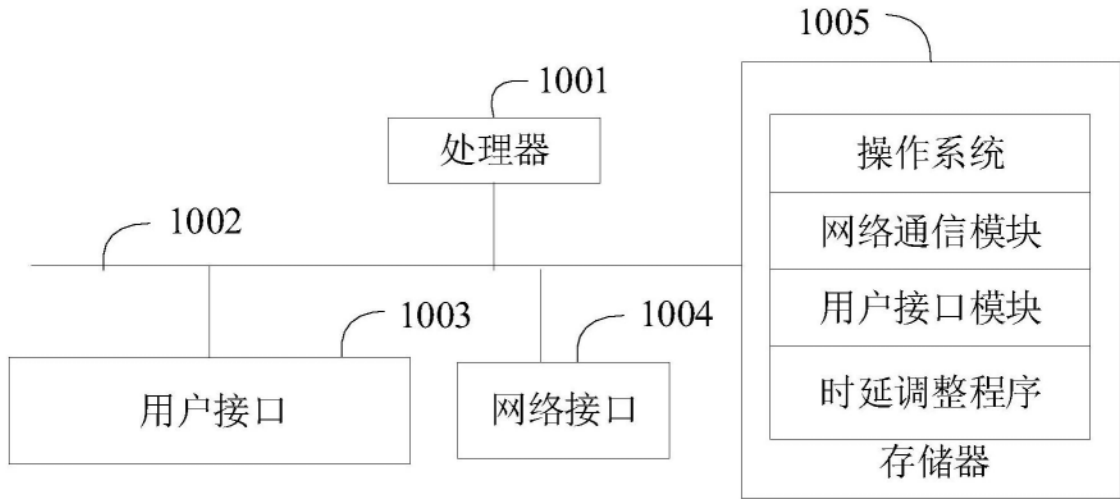 1005
1001
处理器
操作系统
网络通信模块
1002
用户接口模块
1003
1004
时延调整程序
用户接口
网络接口
存储器